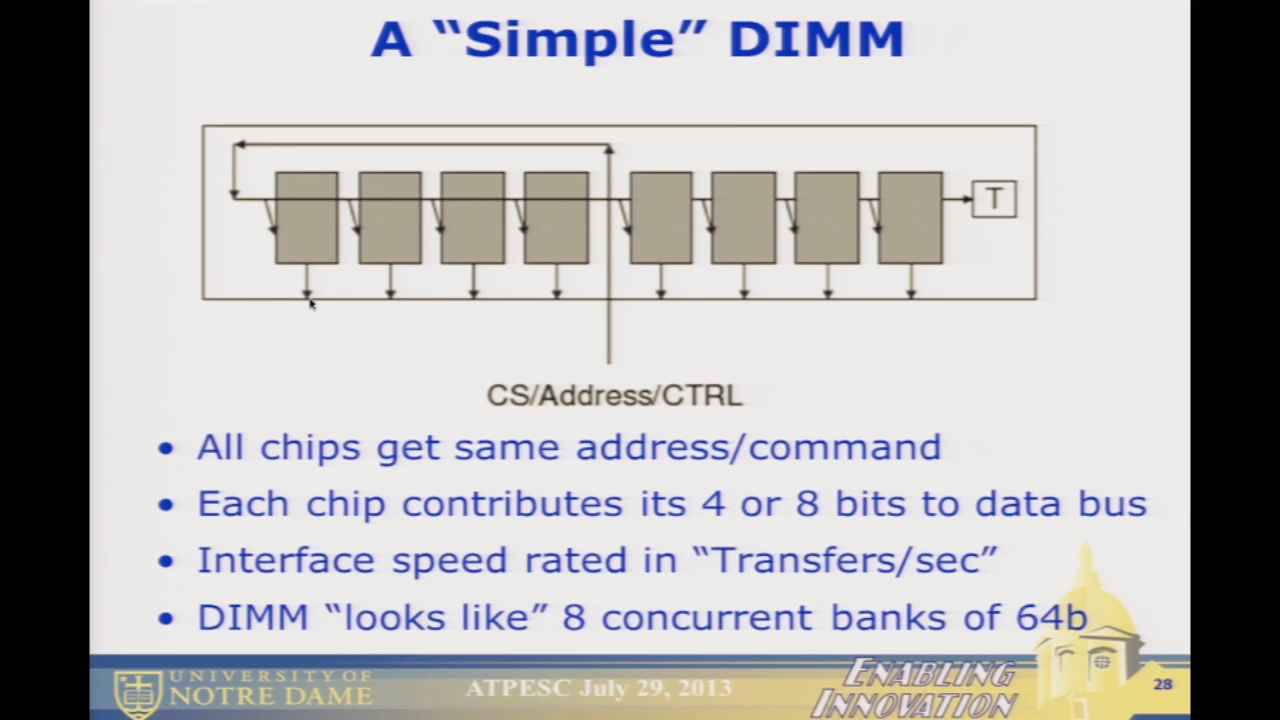 A “Simple” DIMM
T
CS/Address/CTRL
• All chips get same address/command
• Each chip contributes its 4 or 8 bits to data bus
• Interface speed rated in “Transfers/sec”
• DIMM “looks like” 8 concurrent banks of 64b
UNIVERSITY OF
NOTRE DAME
ATPESC July 29, 2013
ENABLING
INNOVATION
28